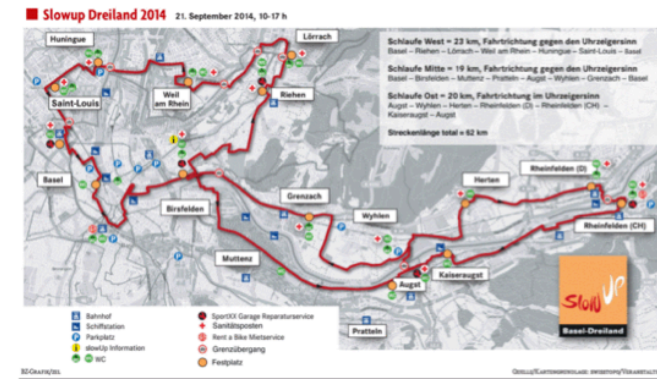 Slowup Dreiland 2014 21. September 2014, 10-17 h
Schlaufe West = 23 km, Fahrtrichtung gegen den Uhrzeigersinn
Basel – Riehen – Lörrach – Weil am Rhein – Huningue – Saint-Louis – Basel
Schlaufe Mitte = 19 km, Fahrtrichtung gegen den Uhrzeigersinn
Basel – Birsfelden – Muttenz – Pratteln – Augst – Wyhlen – Grenzach – Basel
Schlaufe Ost = 20 km, Fahrtrichtung im Uhrzeigersinn
Augst – Wyhlen – Herten – Rheinfelden (D) – Rheinfelden (CH) –
Kaiseraugst – Augst
Streckenlänge total = 62 km
Huningue
Lörrach
Saint-Louis
Weil
am Rhein
Riehen
Basel
Birsfelden
Grenzach
Wyhlen
Herten
Rheinfelden (D)
Rheinfelden (CH)
Muttenz
Kaiseraugst
Augst
Pratteln
SlowUp
Basel-Dreiland
Bahnhof
Schiffstation
Parkplatz
slowUp Information
WC
SportXX Garage Reparaturservice
Sanitätsposten
Rent a Bike Mietservice
Grenzübergang
Festplatz
BZ-Grafik/zel